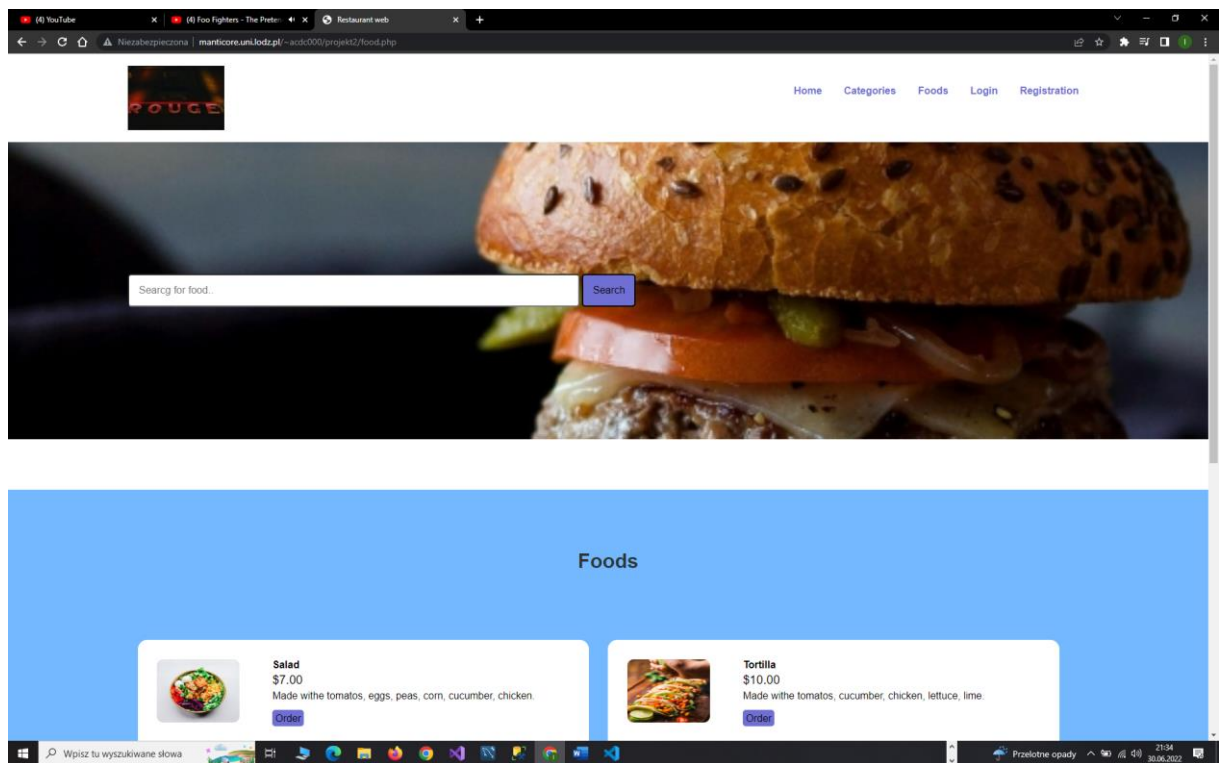 (4) YouTube
(4) Foo Fighters - The Preten
Restaurant web
Niezabezpieczona | manticore.uni.lodz.pl/~acdc000/projekt2/food.php
ROUGE
Home Categories Foods Login Registration
Searcg for food..
Search
Foods
Salad
$7.00
Made withe tomatos, eggs, peas, corn, cucumber, chicken.
Order
Tortilla
$10.00
Made withe tomatos, cucumber, chicken, lettuce, lime.
Order
Wpisz tu wyszukiwane słowa
Przelotne opady
21:34
30.06.2022